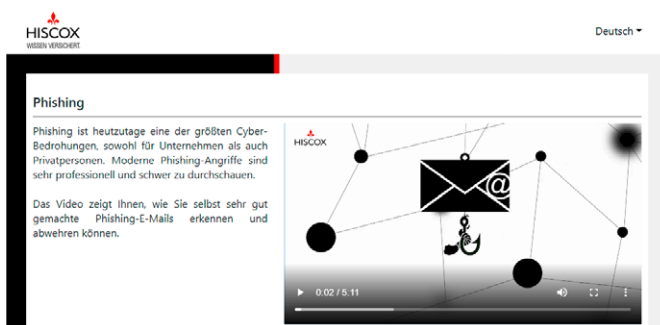 HISCOX
WISSEN VERSICHERT.
Deutsch
Phishing
Phishing ist heutzutage eine der größten Cyber-
Bedrohungen, sowohl für Unternehmen als auch
Privatpersonen. Moderne Phishing-Angriffe sind
sehr professionell und schwer zu durchschauen.
Das Video zeigt Ihnen, wie Sie selbst sehr gut
gemachte Phishing-E-Mails erkennen und
abwehren können.
HISCOX
@
0:02 / 5:11